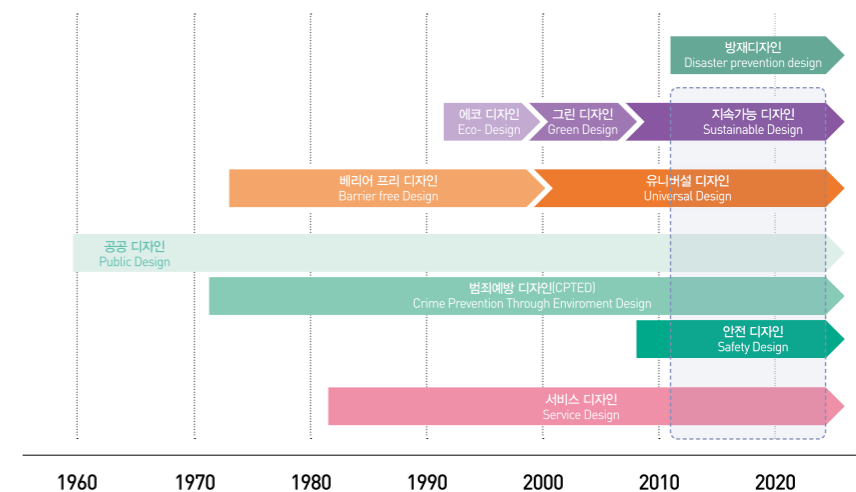 방재디자인
Disaster prevention design
에코 디자인
Eco- Design
그린 디자인
Green Design
지속가능 디자인
Sustainable Design
베리어 프리 디자인
Barrier free Design
유니버설 디자인
Universal Design
공공 디자인
Public Design
범죄예방 디자인(CPTED)
Crime Prevention Through Enviroment Design
안전 디자인
Safety Design
서비스 디자인
Service Design
1960 1970 1980 1990 2000 2010 2020